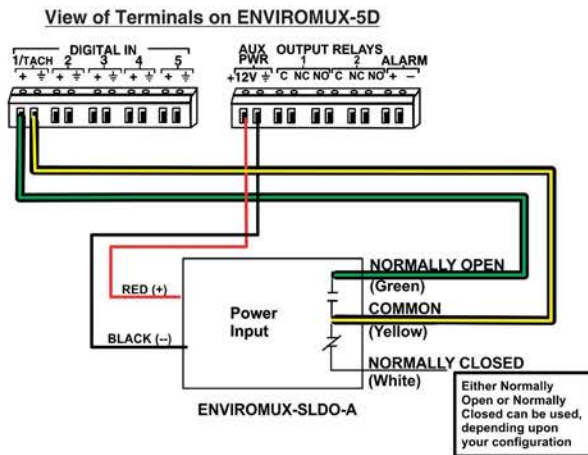 View of Terminals on ENVIROMUX-5D
DIGITAL IN
1/TACH 2 3 4 5
+ + + + +
AUX PWR
+12V
OUTPUT RELAYS
1 2
C NC NO C NC NO
ALARM
+ −
RED (+)
BLACK (--)
Power
Input
NORMALLY OPEN
(Green)
COMMON
(Yellow)
NORMALLY CLOSED
(White)
ENVIROMUX-SLDO-A
Either Normally
Open or Normally
Closed can be used,
depending upon
your configuration